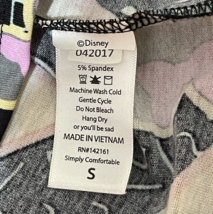 ©Disney
042017
5% Spandex
Machine Wash Cold
Gentle Cycle
Do Not Bleach
Hang Dry
or you'll be sad
MADE IN VIETNAM
RN#142161
Simply Comfortable
S